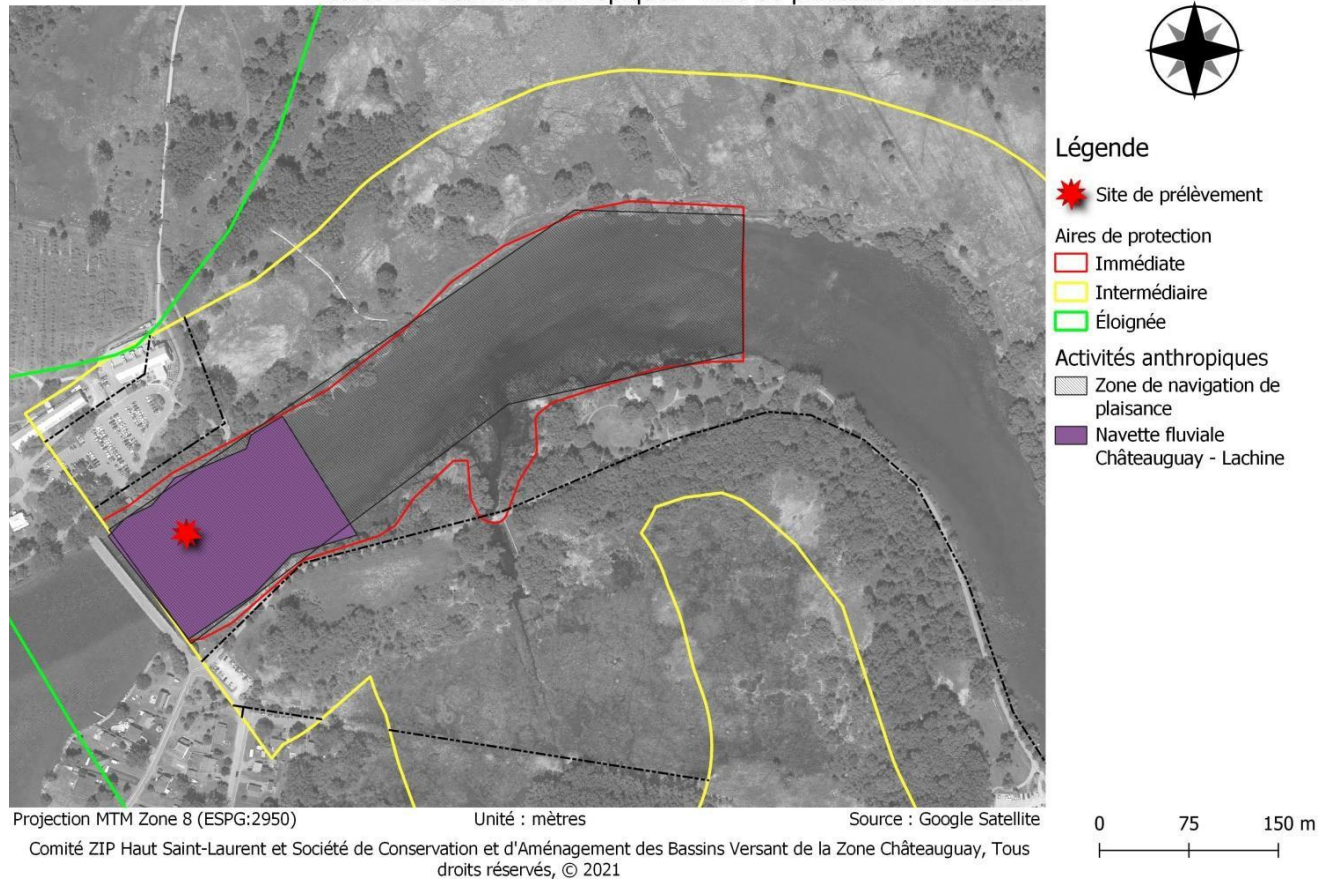 Légende
Site de prélèvement
Aires de protection
Immédiate
Intermédiaire
Éloignée
Activités anthropiques
Zone de navigation de
plaisance
Navette fluviale
Châteauguay - Lachine
Projection MTM Zone 8 (ESPG:2950)
Unité : mètres
Source : Google Satellite
0 75 150 m
Comité ZIP Haut Saint-Laurent et Société de Conservation et d'Aménagement des Bassins Versant de la Zone Châteauguay, Tous
droits réservés, © 2021